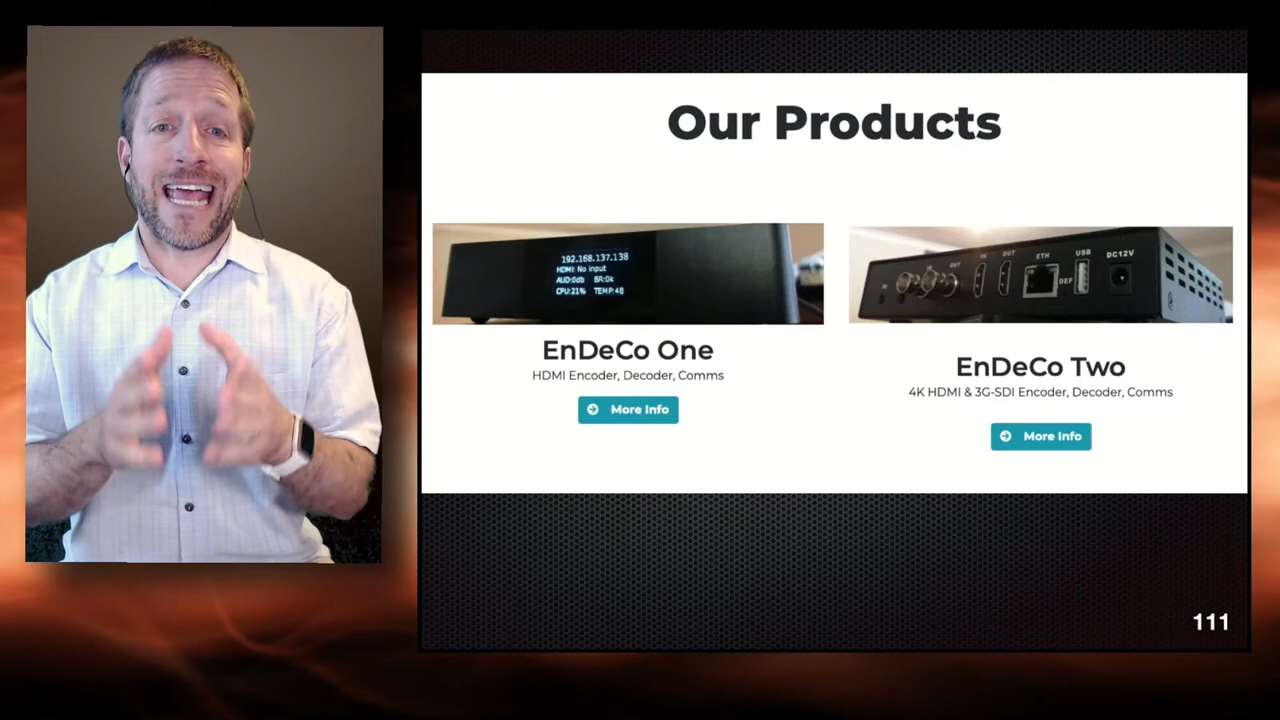 Our Products
192.168.137.138
HDMI: No input
AUD:0db BR:0k
CPU:21% TEMP:48
EnDeCo One
HDMI Encoder, Decoder, Comms
More Info
IN OUT IN OUT ETH USB DC12V
DEF
EnDeCo Two
4K HDMI & 3G-SDI Encoder, Decoder, Comms
More Info
111